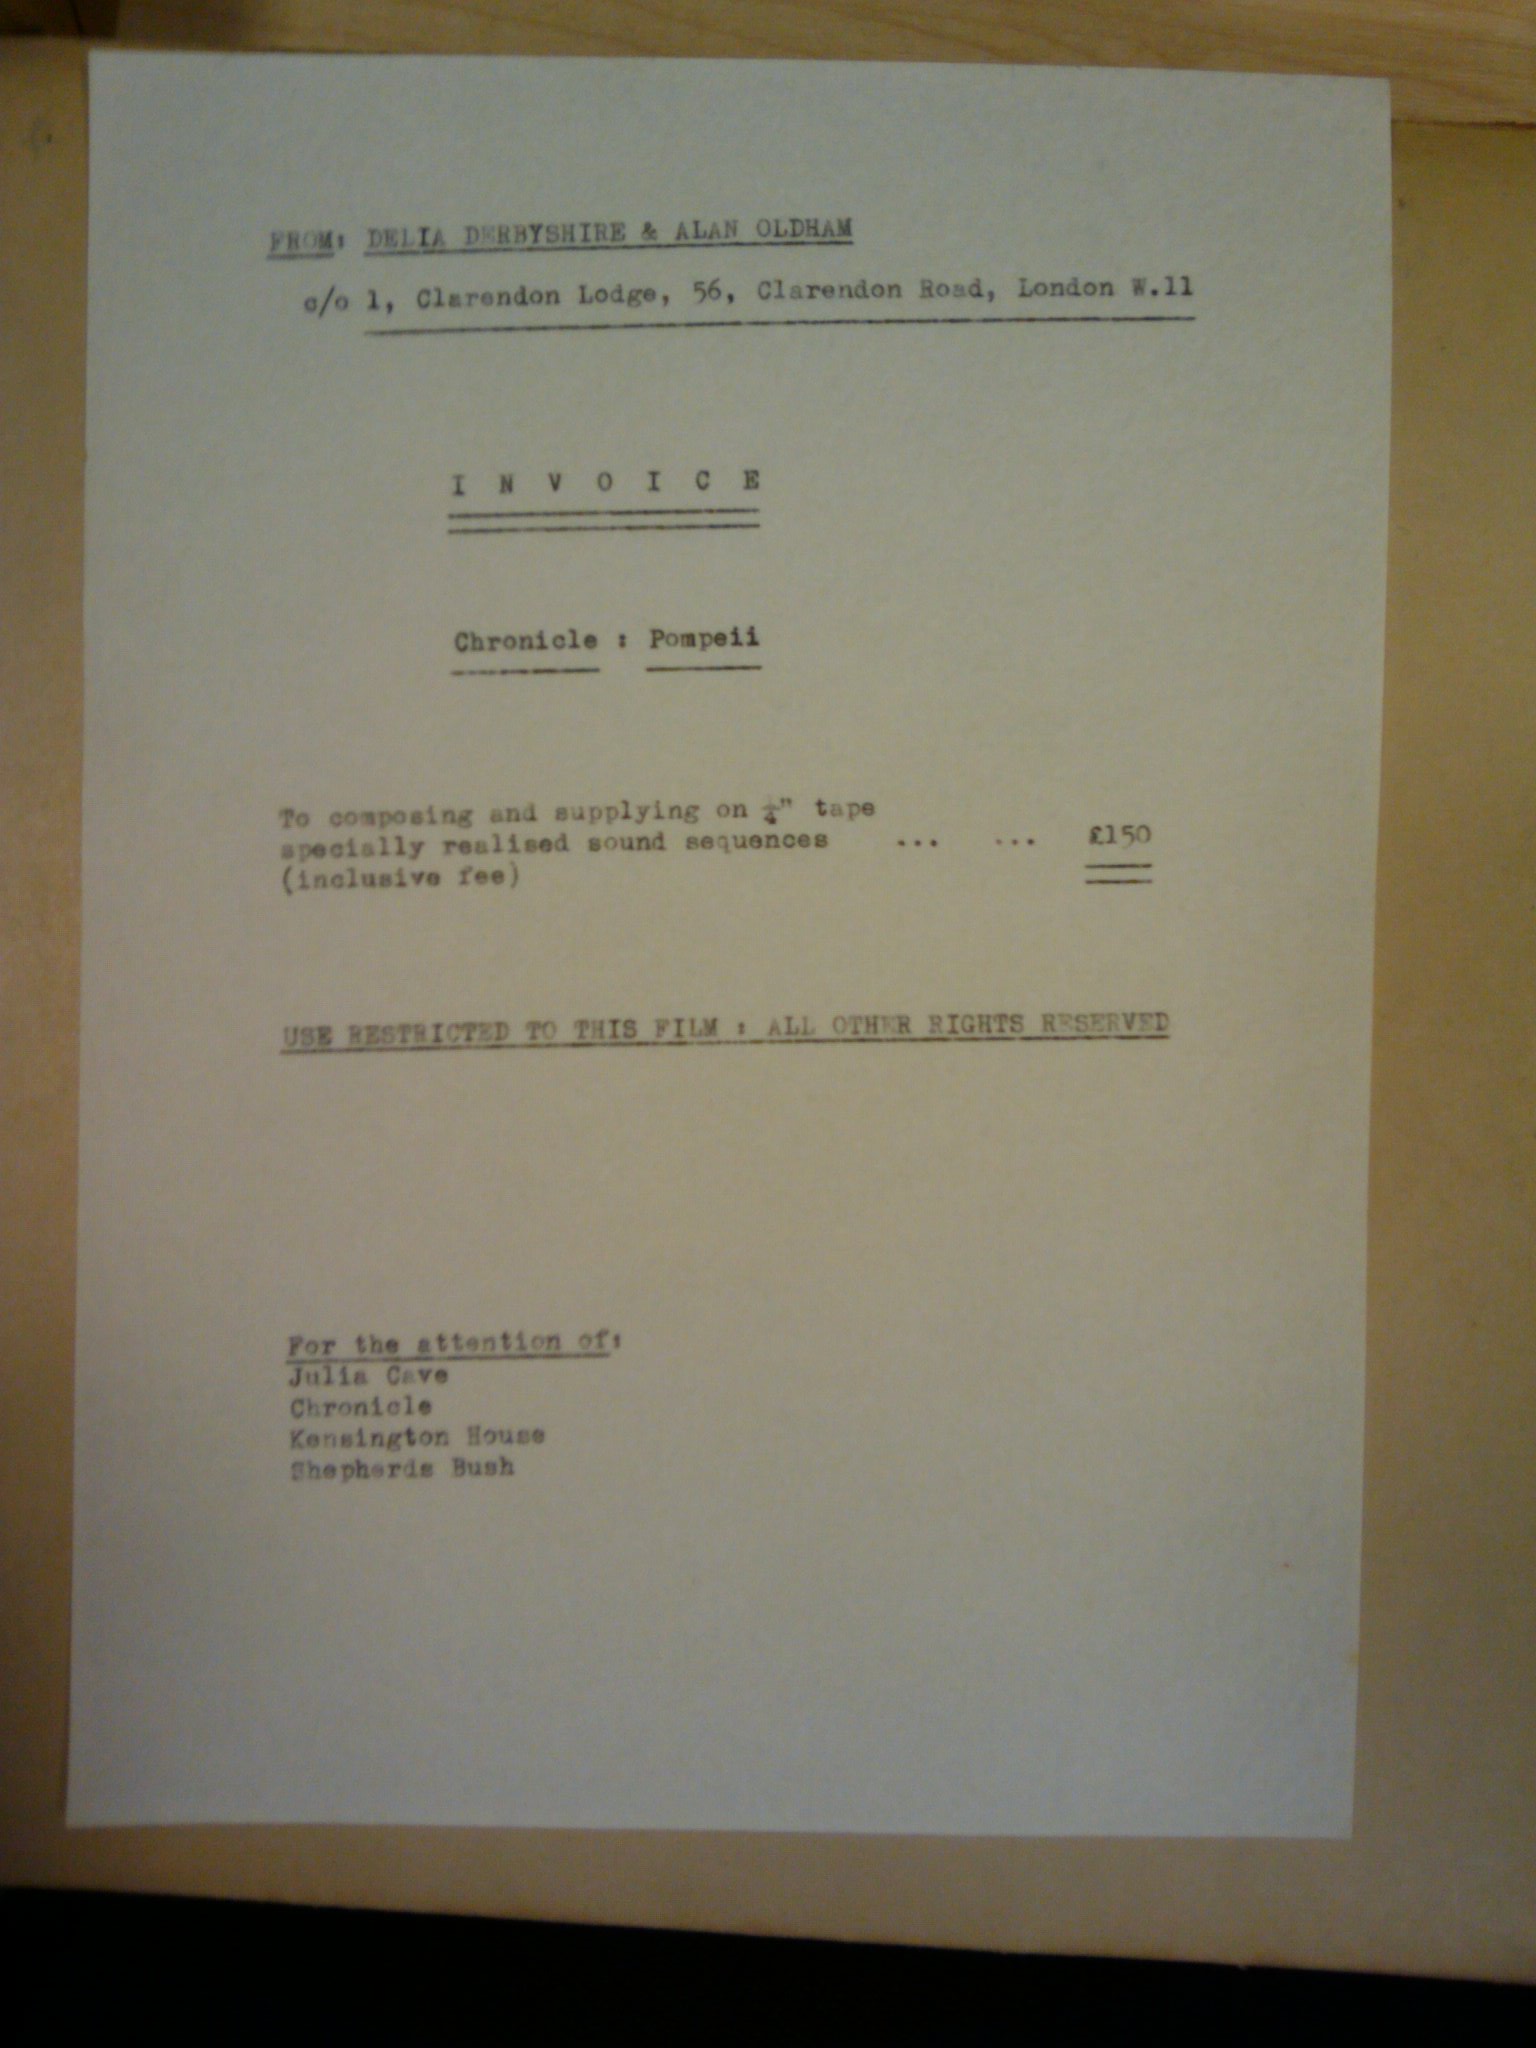 FROM: DELIA DERBYSHIRE & ALAN OLDHAM
c/o 1, Clarendon Lodge, 56, Clarendon Road, London W.11
I N V O I C E
Chronicle : Pompeii
To composing and supplying on ¼" tape
specially realised sound sequences ... ... £150
(inclusive fee)
USE RESTRICTED TO THIS FILM : ALL OTHER RIGHTS RESERVED
For the attention of:
Julia Cave
Chronicle
Kensington House
Shepherds Bush